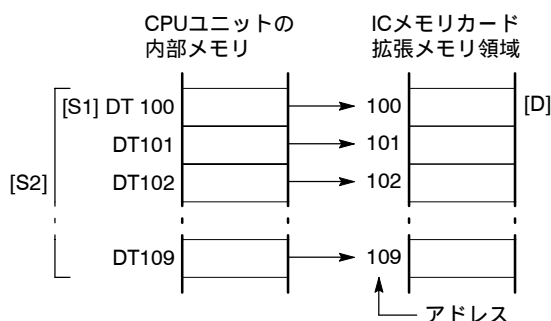 CPUユニットの
内部メモリ
ICメモリカード
拡張メモリ領域
[S1] DT 100
100
[D]
DT101
101
[S2]
DT102
102
DT109
109
アドレス